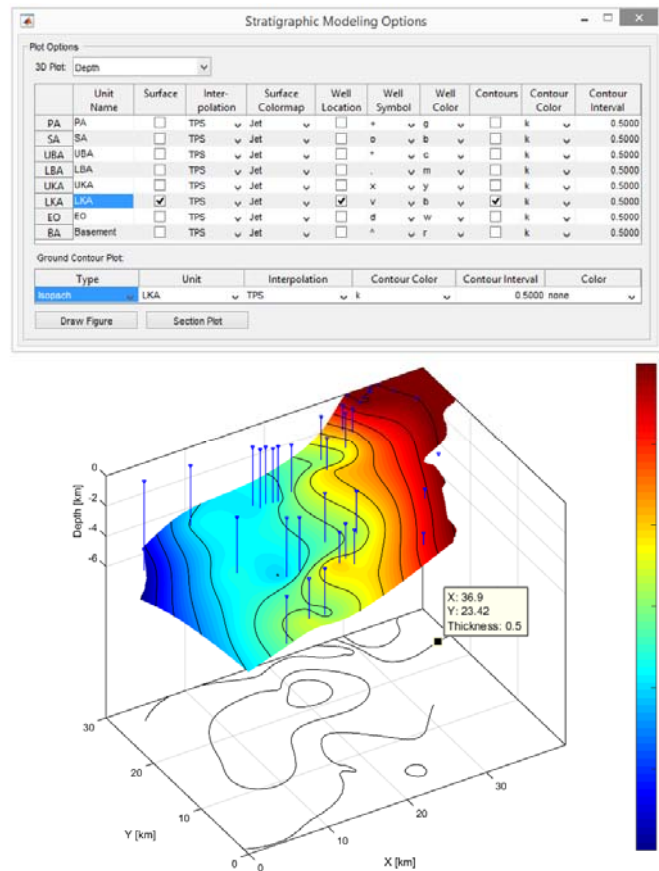 Stratigraphic Modeling Options
Plot Options
3D Plot: Depth
Unit Name Surface Inter-polation Surface Colormap Well Location Well Symbol Well Color Contours Contour Color Contour Interval
PA PA TPS Jet + g k 0.5000
SA SA TPS Jet o b k 0.5000
UBA UBA TPS Jet * c k 0.5000
LBA LBA TPS Jet . m k 0.5000
UKA UKA TPS Jet x y k 0.5000
LKA LKA TPS Jet v b k 0.5000
EO EO TPS Jet d w k 0.5000
BA Basement TPS Jet ^ r k 0.5000
Ground Contour Plot:
Type Unit Interpolation Contour Color Contour Interval Color
Isopach LKA TPS k 0.5000 none
Draw Figure Section Plot
0
-2
-4
-6
Depth [km]
X: 36.9
Y: 23.42
Thickness: 0.5
30
20
10
0
Y [km]
0
10
20
30
X [km]